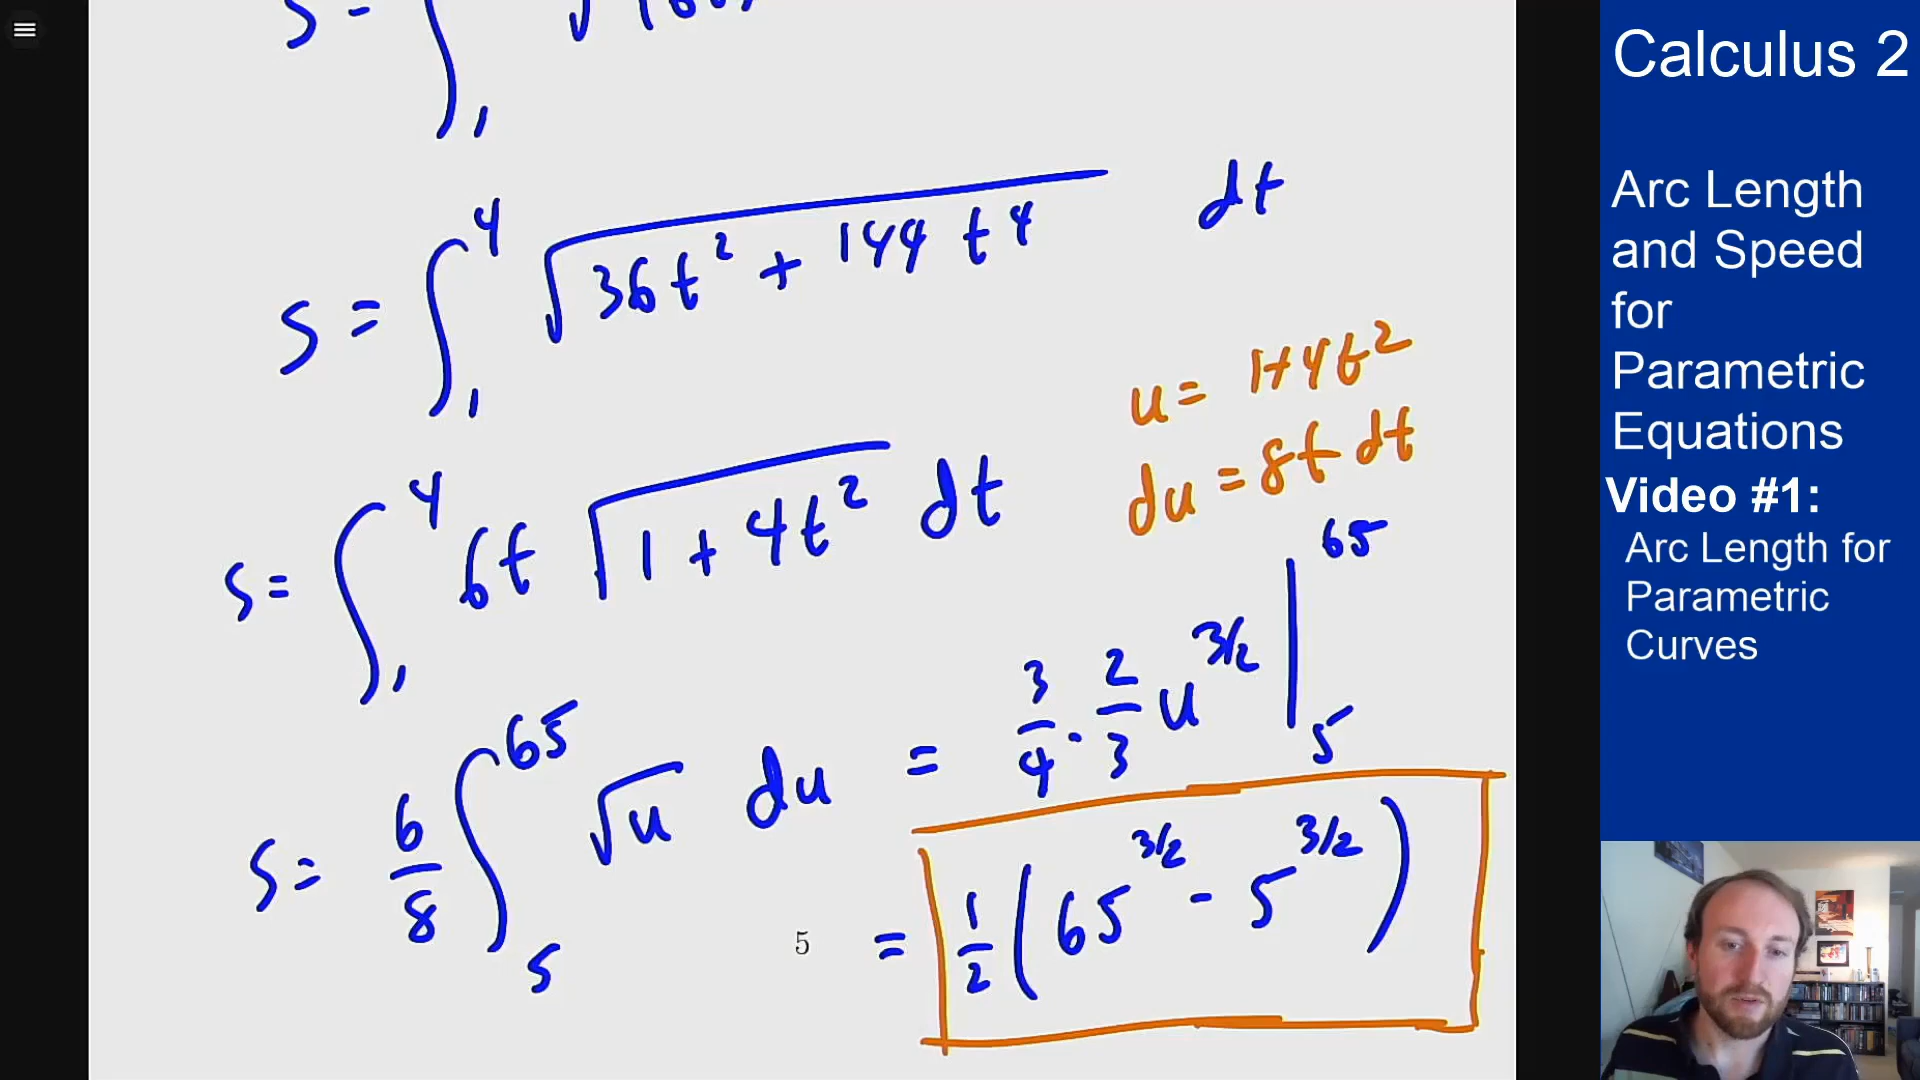 s = ∫₁
s = ∫₁⁴ √(36t² + 144t⁴) dt
u = 1+4t²
du = 8t dt
s = ∫₁⁴ 6t √(1 + 4t²) dt
s = 6/8 ∫₅⁶⁵ √u du = 3/4 · 2/3 u^(3/2) |₅⁶⁵
= 1/2 (65^(3/2) - 5^(3/2))
5
Calculus 2
Arc Length
and Speed
for
Parametric
Equations
Video #1:
Arc Length for
Parametric
Curves